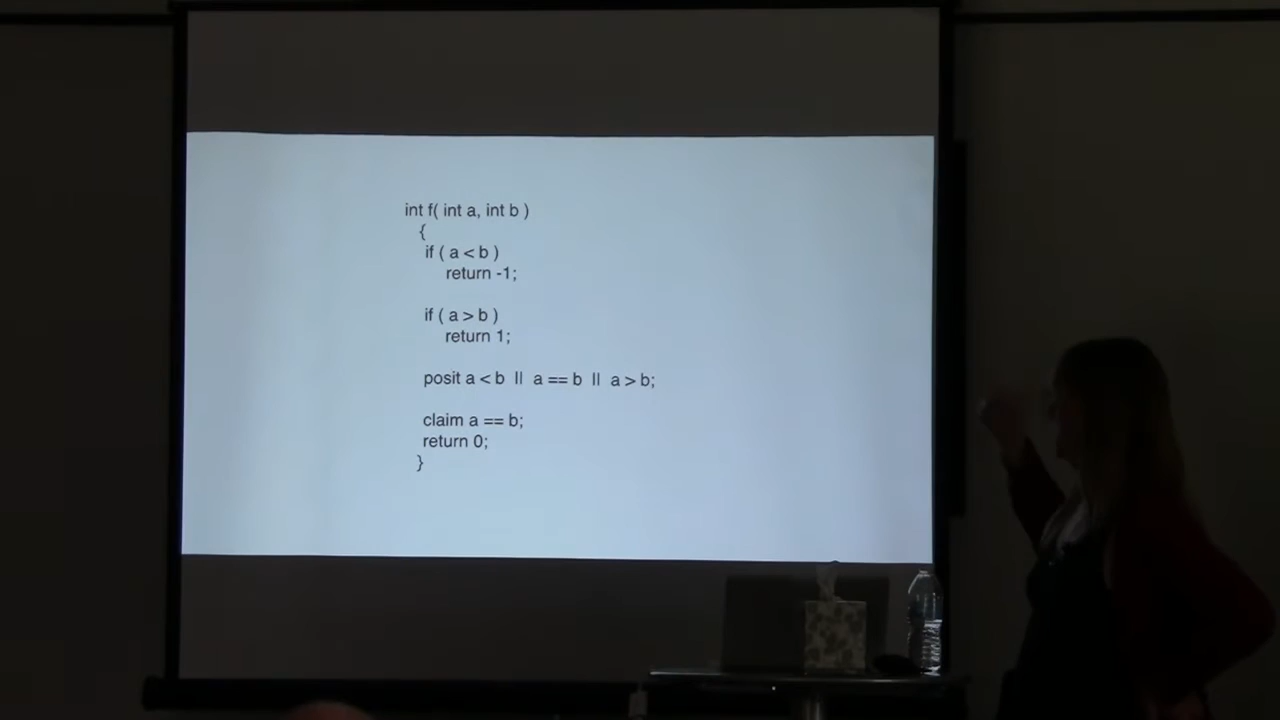 int f( int a, int b )
{
if ( a < b )
return -1;
if ( a > b )
return 1;
posit a < b || a == b || a > b;
claim a == b;
return 0;
}